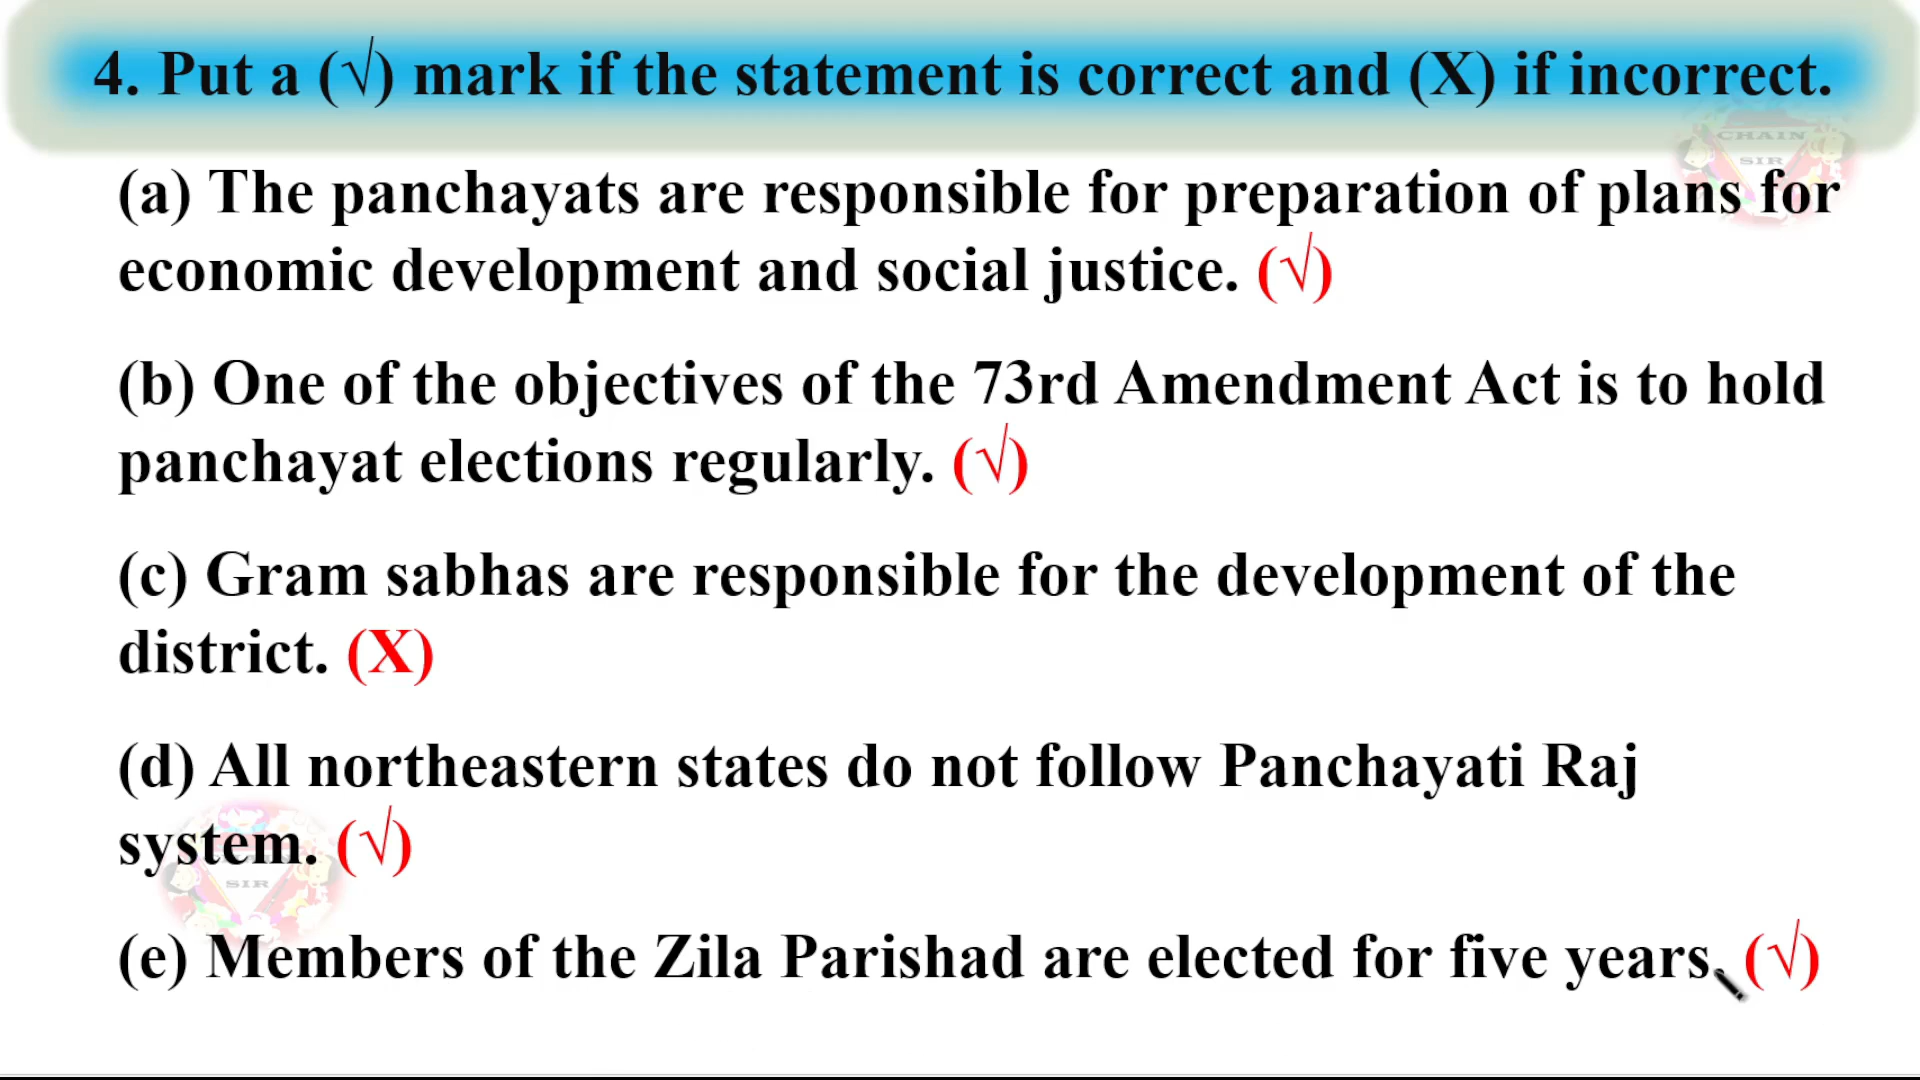 4. Put a (√) mark if the statement is correct and (X) if incorrect.
CHAIN
SIR
(a) The panchayats are responsible for preparation of plans for
economic development and social justice. (√)
(b) One of the objectives of the 73rd Amendment Act is to hold
panchayat elections regularly. (√)
(c) Gram sabhas are responsible for the development of the
district. (X)
(d) All northeastern states do not follow Panchayati Raj
system. (√)
SIR
(e) Members of the Zila Parishad are elected for five years. (√)